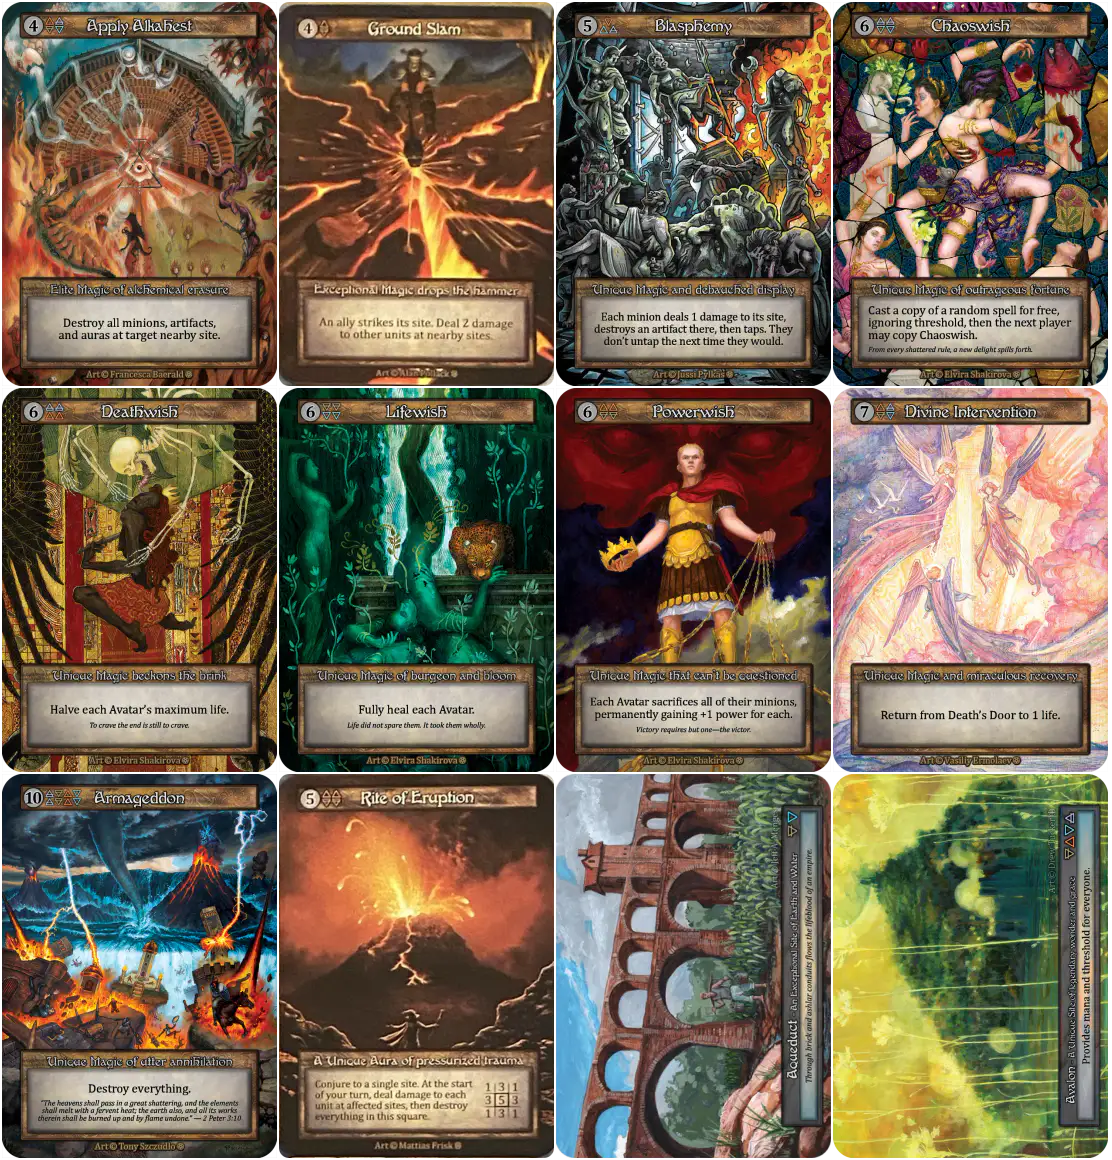 4 Apply Alkahest
Elite Magic of alchemical erasure
Destroy all minions, artifacts,
and auras at target nearby site.
Art © Francesca Baerald
4 Ground Slam
Exceptional Magic drops the hammer
An ally strikes its site. Deal 2 damage
to other units at nearby sites.
Art © Alan Pollack
5 Blasphemy
Unique Magic and debauched display
Each minion deals 1 damage to its site,
destroys an artifact there, then taps. They
don't untap the next time they would.
Art © Jussi Pylkäs
6 Chaoswish
Unique Magic of outrageous fortune
Cast a copy of a random spell for free,
ignoring threshold, then the next player
may copy Chaoswish.
From every shattered rule, a new delight spills forth.
Art © Elvira Shakirova
6 Deathwish
Unique Magic beckons the brink
Halve each Avatar's maximum life.
To crave the end is still to crave.
Art © Elvira Shakirova
6 Lifewish
Unique Magic of burgeon and bloom
Fully heal each Avatar.
Life did not spare them. It took them wholly.
Art © Elvira Shakirova
6 Powerwish
Unique Magic that can't be questioned
Each Avatar sacrifices all of their minions,
permanently gaining +1 power for each.
Victory requires but one—the victor.
Art © Elvira Shakirova
7 Divine Intervention
Unique Magic and miraculous recovery
Return from Death's Door to 1 life.
Art © Vasiliy Ermolaev
10 Armageddon
Unique Magic of utter annihilation
Destroy everything.
"The heavens shall pass in a great shattering, and the elements
shall melt with a fervent heat; the earth also, and all its works
therein shall be burned up and by flame undone." — 2 Peter 3:10
Art © Tony Szczudlo
5 Rite of Eruption
A Unique Aura of pressurized trauma
Conjure to a single site. At the start
of your turn, deal damage to each
unit at affected sites, then destroy
everything in this square.
1 3 1
3 5 3
1 3 1
Art © Mattias Frisk
Aqueduct An Exceptional Site of Earth and Water
Through brick and ashlar conduits flows the lifeblood of an empire.
Avalon – A Unique Site of legendary wonder and peace
Provides mana and threshold for everyone.